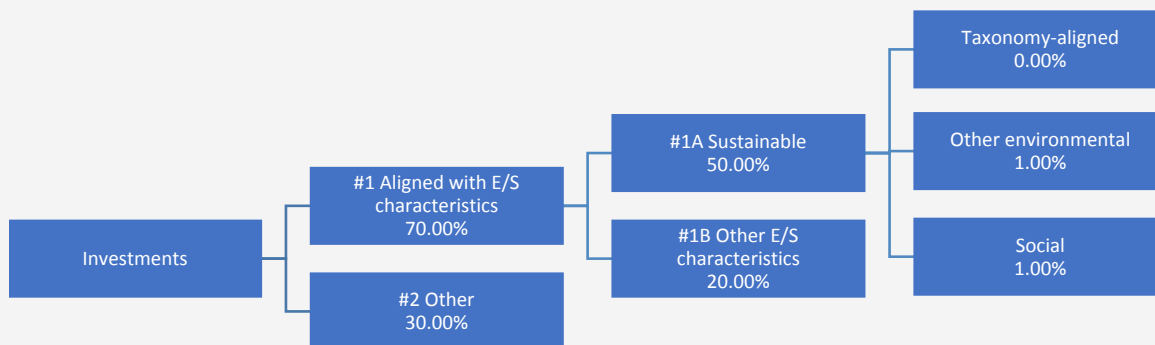 Investments
#1 Aligned with E/S
characteristics
70.00%
#2 Other
30.00%
#1A Sustainable
50.00%
#1B Other E/S
characteristics
20.00%
Taxonomy-aligned
0.00%
Other environmental
1.00%
Social
1.00%